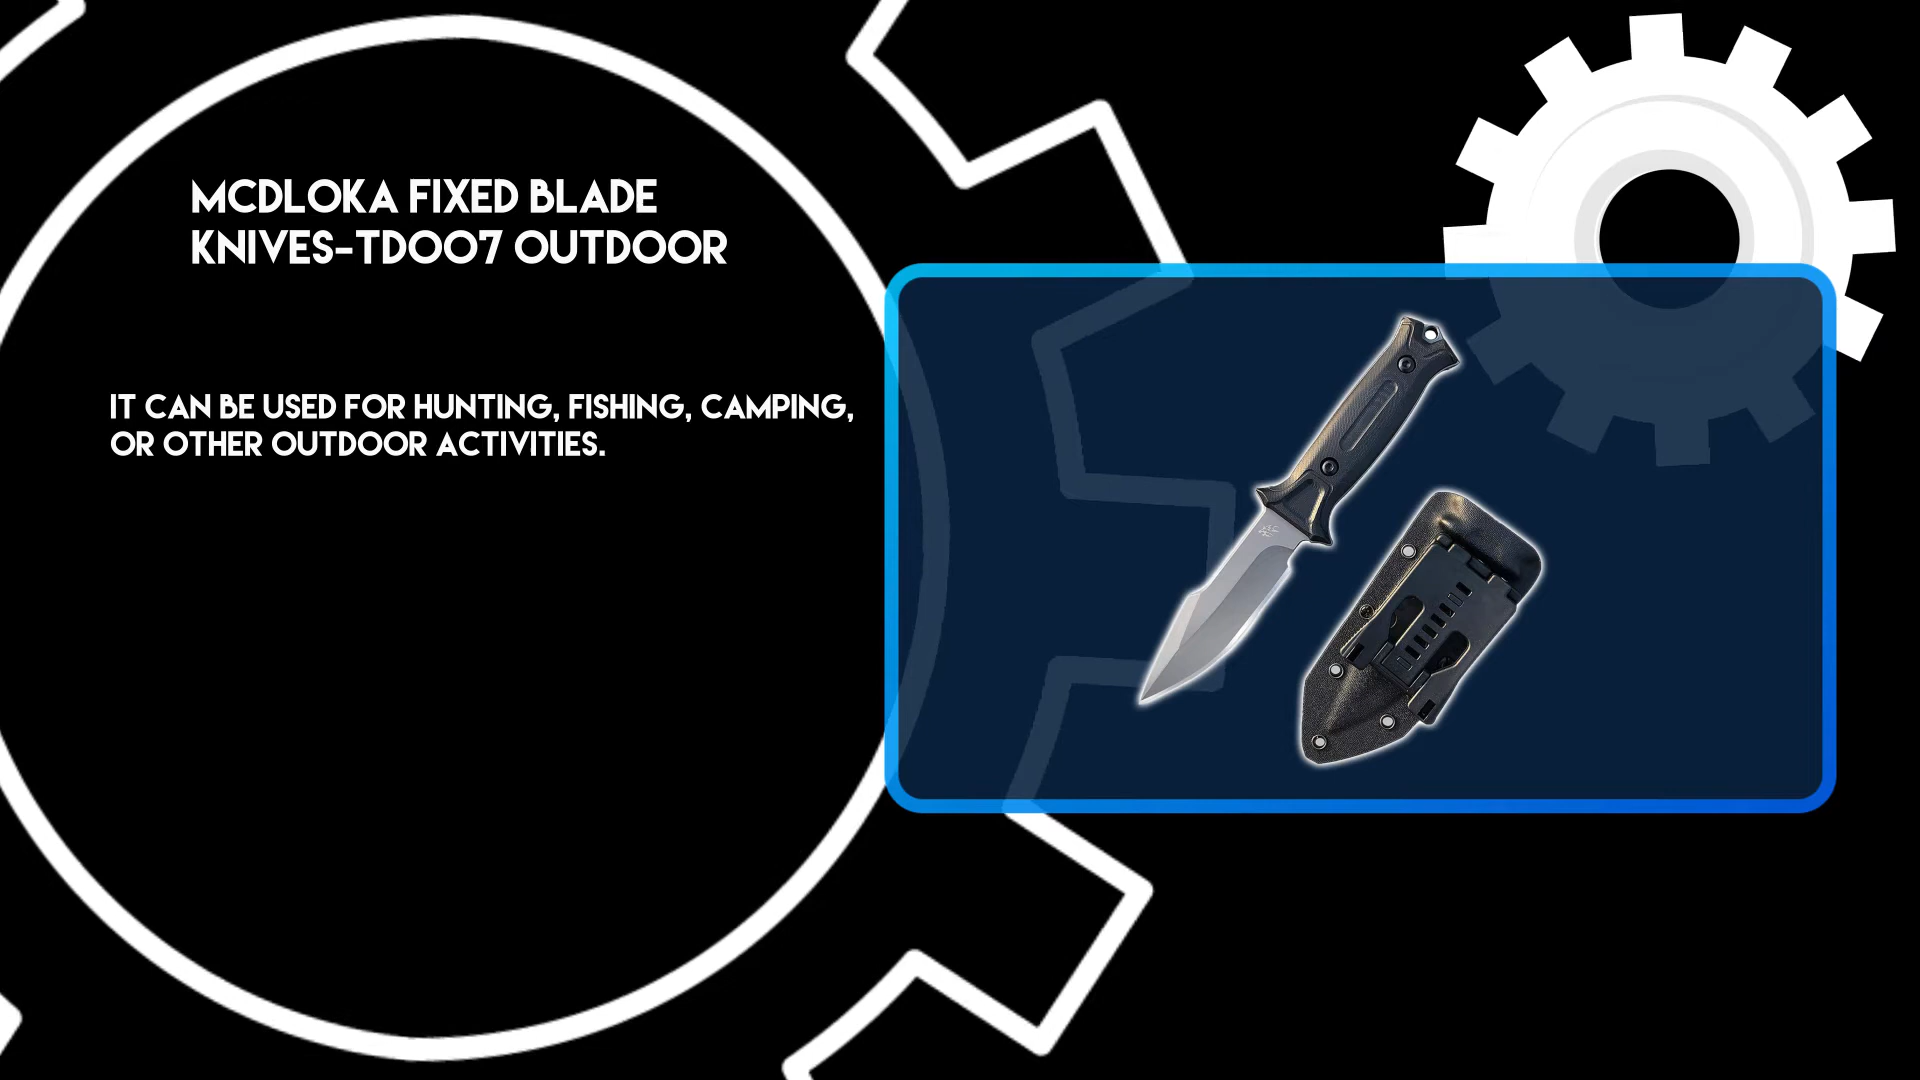 MCDLOKA FIXED BLADE
KNIVES-TD007 OUTDOOR
IT CAN BE USED FOR HUNTING, FISHING, CAMPING,
OR OTHER OUTDOOR ACTIVITIES.